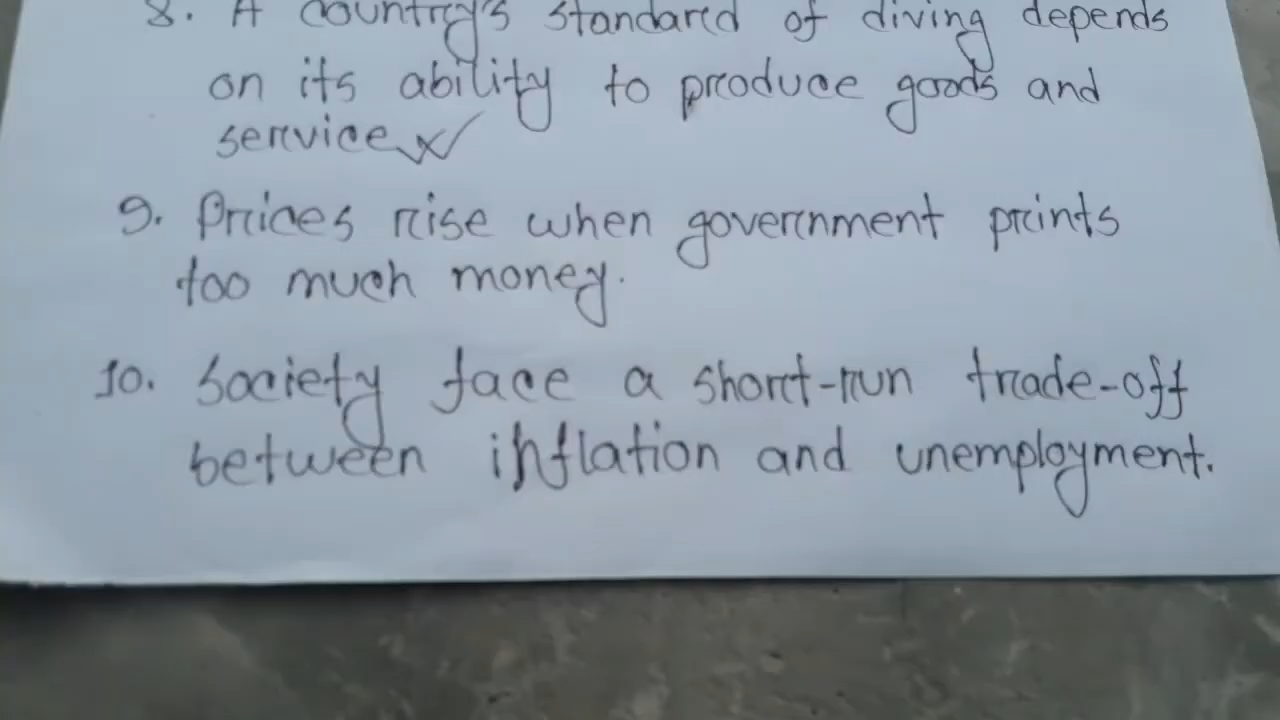 8. A country's standard of diving depends
on its ability to produce goods and
service
9. Prices rise when government prints
too much money.
10. Society face a short-run trade-off
between inflation and unemployment.